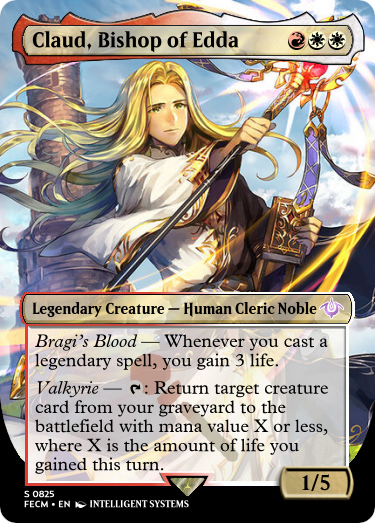 Claud, Bishop of Edda
Legendary Creature — Human Cleric Noble
Bragi's Blood — Whenever you cast a
legendary spell, you gain 3 life.
Valkyrie — : Return target creature
card from your graveyard to the
battlefield with mana value X or less,
where X is the amount of life you
gained this turn.
1/5
S 0825
FECM • EN INTELLIGENT SYSTEMS